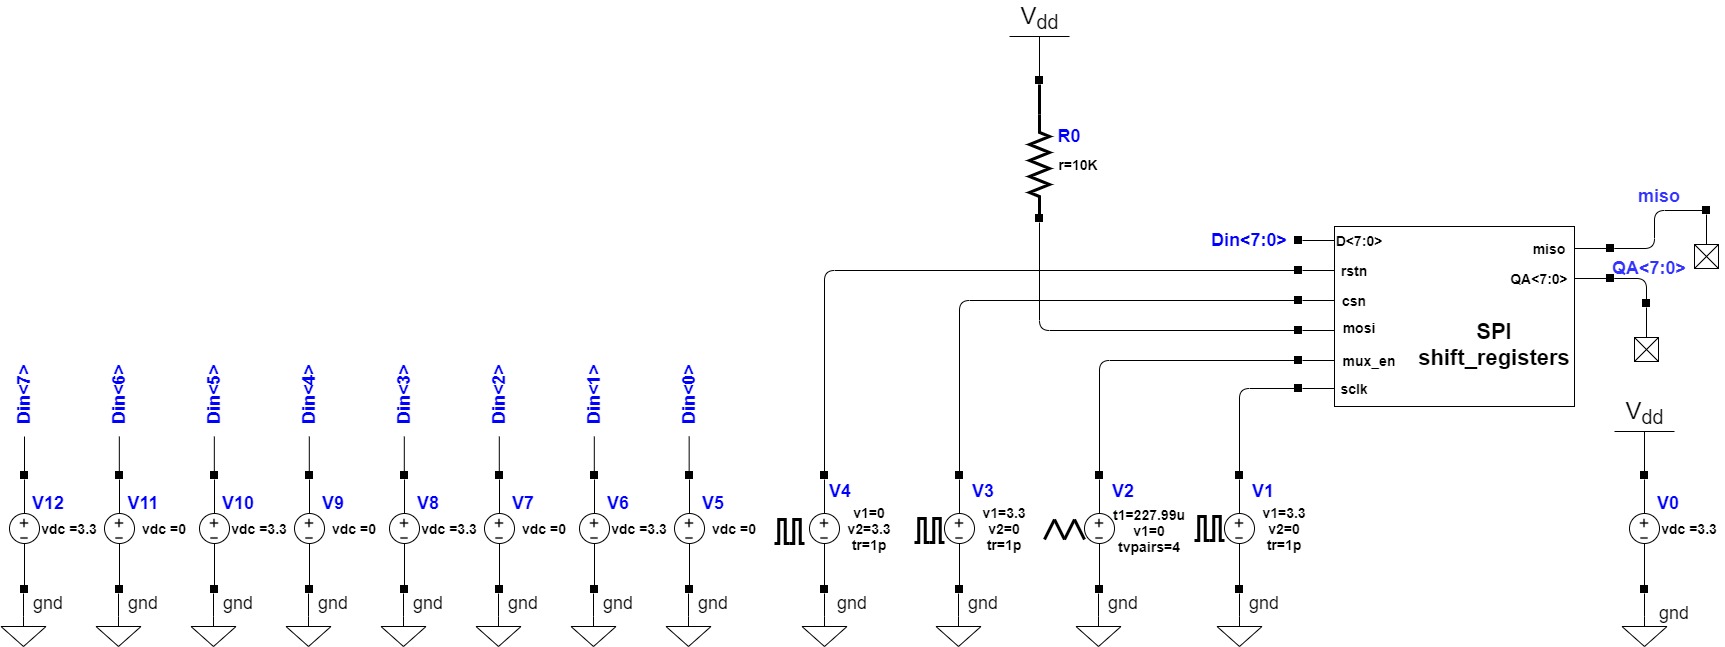 Vdd
R0
r=10K
miso
Din<7:0>
D<7:0>
miso
rstn
QA<7:0>
QA<7:0>
csn
mosi
SPI
shift_registers
mux_en
sclk
Din<7>
Din<6>
Din<5>
Din<4>
Din<3>
Din<2>
Din<1>
Din<0>
Vdd
V12
vdc =3.3
V11
vdc =0
V10
vdc =3.3
V9
vdc =0
V8
vdc =3.3
V7
vdc =0
V6
vdc =3.3
V5
vdc =0
V4
v1=0
v2=3.3
tr=1p
V3
v1=3.3
v2=0
tr=1p
V2
t1=227.99u
v1=0
tvpairs=4
V1
v1=3.3
v2=0
tr=1p
V0
vdc =3.3
gnd
gnd
gnd
gnd
gnd
gnd
gnd
gnd
gnd
gnd
gnd
gnd
gnd